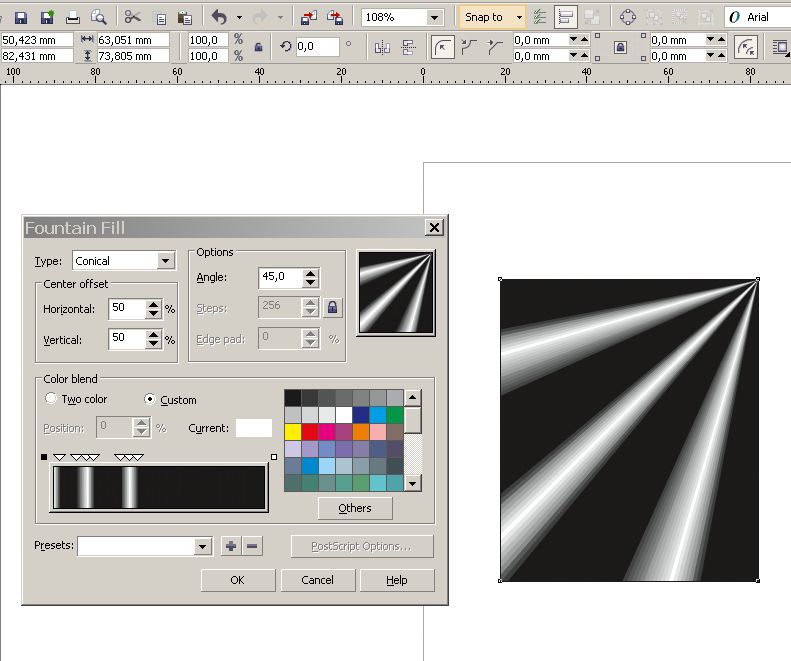 108%
Snap to
Arial
50,423 mm
63,051 mm
100,0
%
0,0
°
0,0 mm
0,0 mm
82,431 mm
73,805 mm
100,0
%
0,0 mm
0,0 mm
100
80
60
40
20
0
20
40
60
80
Fountain Fill
Type:
Conical
Options
Angle:
45,0
Center offset
Steps:
256
Horizontal:
50
%
Vertical:
50
%
Edge pad:
0
%
Color blend
Two color
Custom
Position:
0
%
Current:
Others
Presets:
PostScript Options...
OK
Cancel
Help